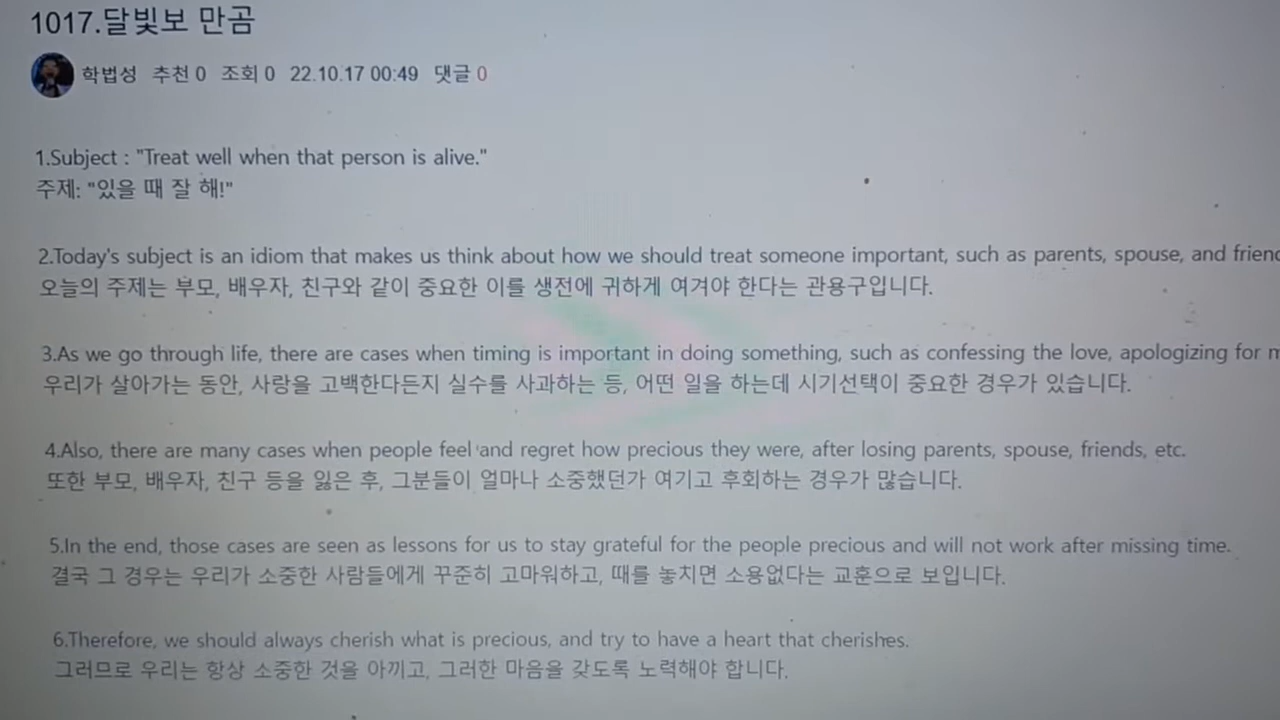 1017.달빛보 만곰
학법성 추천 0 조회 0 22.10.17 00:49 댓글 0
1.Subject : "Treat well when that person is alive."
주제: "있을 때 잘 해!"
2.Today's subject is an idiom that makes us think about how we should treat someone important, such as parents, spouse, and friend
오늘의 주제는 부모, 배우자, 친구와 같이 중요한 이를 생전에 귀하게 여겨야 한다는 관용구입니다.
3.As we go through life, there are cases when timing is important in doing something, such as confessing the love, apologizing for m
우리가 살아가는 동안, 사랑을 고백한다든지 실수를 사과하는 등, 어떤 일을 하는데 시기선택이 중요한 경우가 있습니다.
4.Also, there are many cases when people feel and regret how precious they were, after losing parents, spouse, friends, etc.
또한 부모, 배우자, 친구 등을 잃은 후, 그분들이 얼마나 소중했던가 여기고 후회하는 경우가 많습니다.
5.In the end, those cases are seen as lessons for us to stay grateful for the people precious and will not work after missing time.
결국 그 경우는 우리가 소중한 사람들에게 꾸준히 고마워하고, 때를 놓치면 소용없다는 교훈으로 보입니다.
6.Therefore, we should always cherish what is precious, and try to have a heart that cherishes.
그러므로 우리는 항상 소중한 것을 아끼고, 그러한 마음을 갖도록 노력해야 합니다.